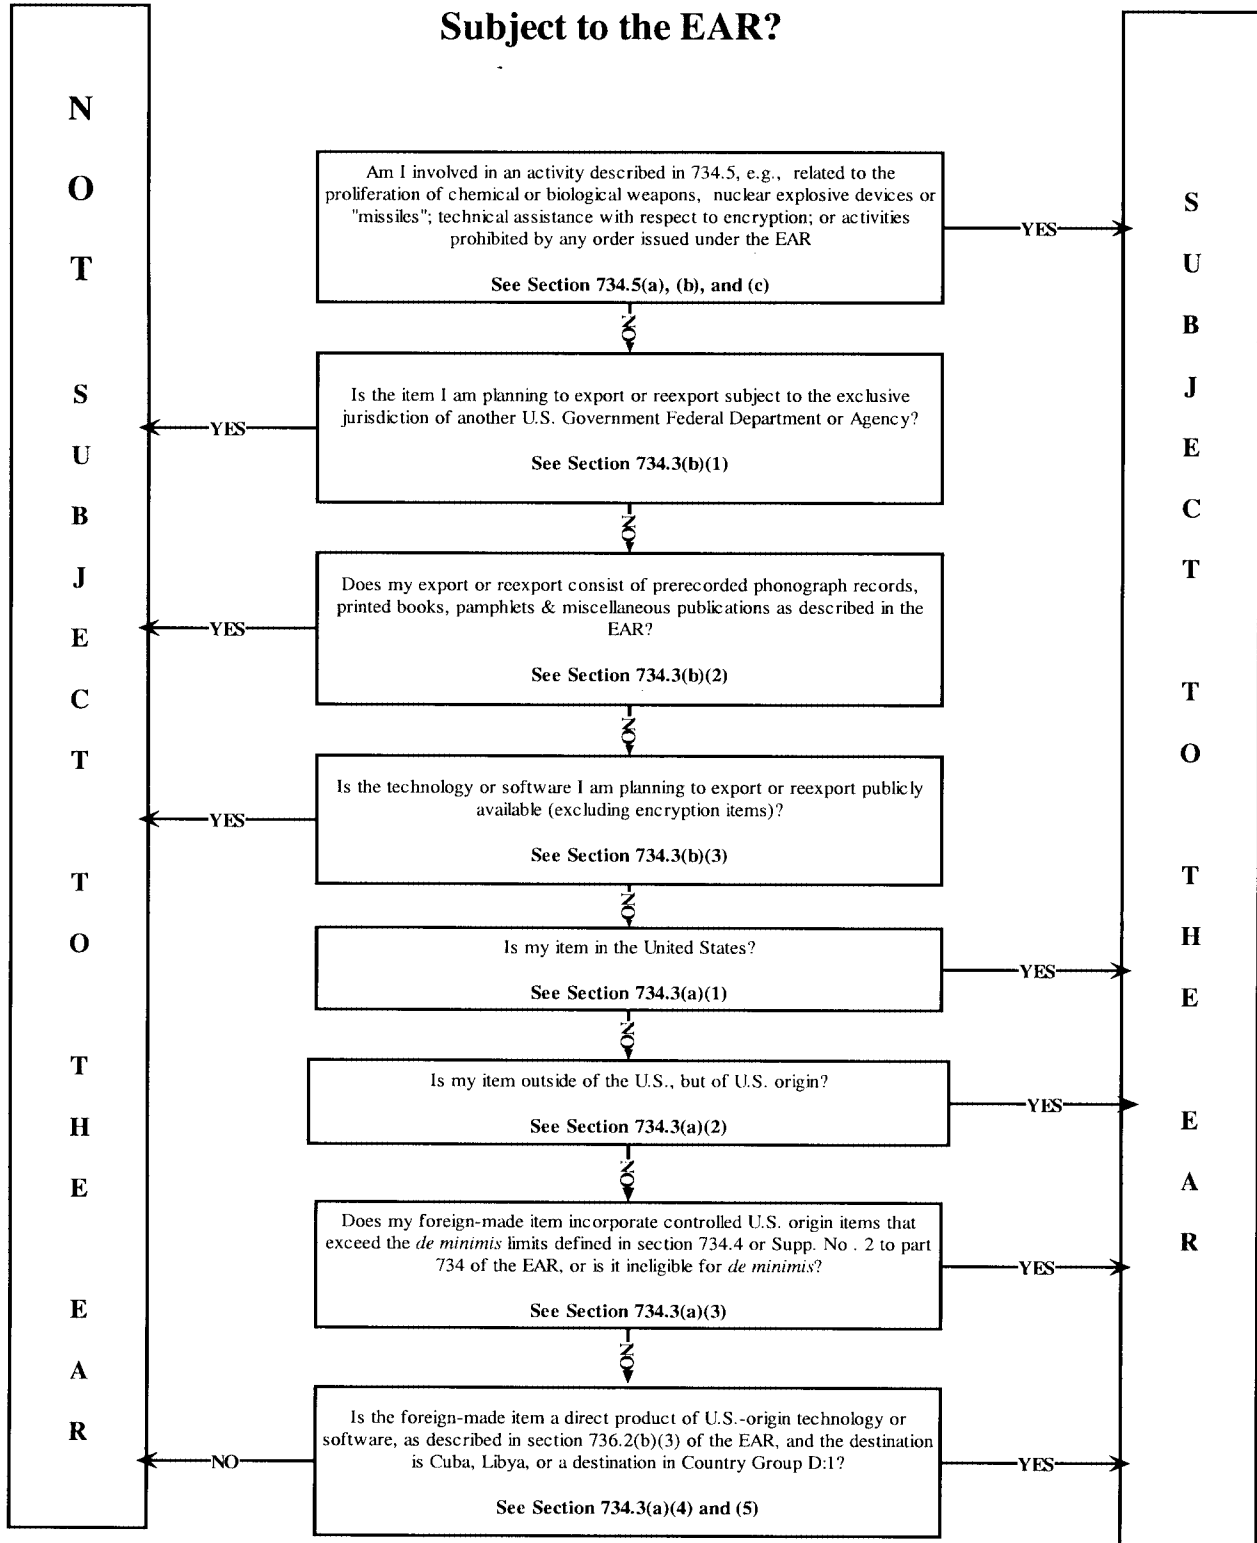 Subject to the EAR?
N
O
T
S
U
B
J
E
C
T
T
O
T
H
E
E
A
R
Am I involved in an activity described in 734.5, e.g., related to the
proliferation of chemical or biological weapons, nuclear explosive devices or
"missiles"; technical assistance with respect to encryption; or activities
prohibited by any order issued under the EAR
See Section 734.5(a), (b), and (c)
YES
NO
Is the item I am planning to export or reexport subject to the exclusive
jurisdiction of another U.S. Government Federal Department or Agency?
See Section 734.3(b)(1)
YES
NO
Does my export or reexport consist of prerecorded phonograph records,
printed books, pamphlets & miscellaneous publications as described in the
EAR?
See Section 734.3(b)(2)
YES
NO
Is the technology or software I am planning to export or reexport publicly
available (excluding encryption items)?
See Section 734.3(b)(3)
YES
NO
Is my item in the United States?
See Section 734.3(a)(1)
YES
NO
Is my item outside of the U.S., but of U.S. origin?
See Section 734.3(a)(2)
YES
NO
Does my foreign-made item incorporate controlled U.S. origin items that
exceed the de minimis limits defined in section 734.4 or Supp. No . 2 to part
734 of the EAR, or is it ineligible for de minimis?
See Section 734.3(a)(3)
YES
NO
Is the foreign-made item a direct product of U.S.-origin technology or
software, as described in section 736.2(b)(3) of the EAR, and the destination
is Cuba, Libya, or a destination in Country Group D:1?
See Section 734.3(a)(4) and (5)
NO
YES
S
U
B
J
E
C
T
T
O
T
H
E
E
A
R